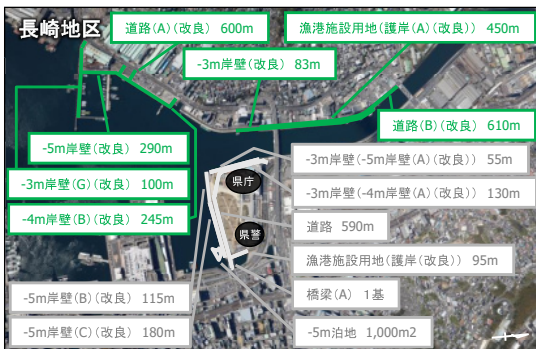 長崎地区
道路(A)(改良) 600m
漁港施設用地(護岸(A)(改良)) 450m
-3m岸壁(改良) 83m
道路(B)(改良) 610m
-5m岸壁(改良) 290m
-3m岸壁(G)(改良) 100m
-4m岸壁(B)(改良) 245m
-3m岸壁(-5m岸壁(A)(改良)) 55m
県庁
-3m岸壁(-4m岸壁(A)(改良)) 130m
道路 590m
県警
漁港施設用地(護岸(改良)) 95m
-5m岸壁(B)(改良) 115m
橋梁(A) 1基
-5m岸壁(C)(改良) 180m
-5m泊地 1,000m2